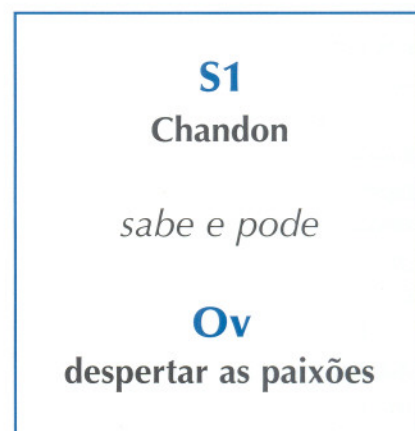 S1
Chandon
sabe e pode
Ov
despertar as paixões